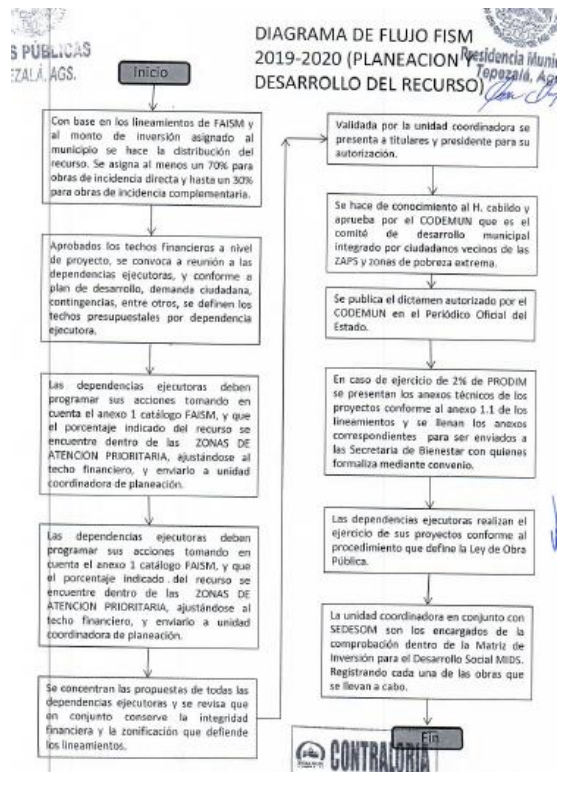 DIAGRAMA DE FLUJO FISM
2019-2020 (PLANEACION Y
DESARROLLO DEL RECURSO)
S PÚBLICAS
EZALÁ, AGS.
Presidencia Munic
Tepezalá, Ags
Inicio
Con base en los lineamientos de FAISM y
al monto de inversión asignado al
municipio se hace la distribución del
recurso. Se asigna al menos un 70% para
obras de incidencia directa y hasta un 30%
para obras de incidencia complementaria.
Aprobados los techos financieros a nivel
de proyecto, se convoca a reunión a las
dependencias ejecutoras, y conforme a
plan de desarrollo, demanda ciudadana,
contingencias, entre otros, se definen los
techos presupuestales por dependencia
ejecutora.
Las dependencias ejecutoras deben
programar sus acciones tomando en
cuenta el anexo 1 catálogo FAISM, y que
el porcentaje indicado del recurso se
encuentre dentro de las ZONAS DE
ATENCION PRIORITARIA, ajustándose al
techo financiero, y enviarlo a unidad
coordinadora de planeación.
Las dependencias ejecutoras deben
programar sus acciones tomando en
cuenta el anexo 1 catálogo FAISM, y que
el porcentaje indicado del recurso se
encuentre dentro de las ZONAS DE
ATENCION PRIORITARIA, ajustándose al
techo financiero, y enviarlo a unidad
coordinadora de planeación.
Se concentran las propuestas de todas las
dependencias ejecutoras y se revisa que
en conjunto conserve la integridad
financiera y la zonificación que defiende
los lineamientos.
Validada por la unidad coordinadora se
presenta a titulares y presidente para su
autorización.
Se hace de conocimiento al H. cabildo y
aprueba por el CODEMUN que es el
comité de desarrollo municipal
integrado por ciudadanos vecinos de las
ZAPS y zonas de pobreza extrema.
Se publica el dictamen autorizado por el
CODEMUN en el Periódico Oficial del
Estado.
En caso de ejercicio de 2% de PRODIM
se presentan los anexos técnicos de los
proyectos conforme al anexo 1.1 de los
lineamientos y se llenan los anexos
correspondientes para ser enviados a
las Secretaria de Bienestar con quienes
formaliza mediante convenio.
Las dependencias ejecutoras realizan el
ejercicio de sus proyectos conforme al
procedimiento que define la Ley de Obra
Pública.
La unidad coordinadora en conjunto con
SEDESOM son los encargados de la
comprobación dentro de la Matriz de
Inversión para el Desarrollo Social MIDS.
Registrando cada una de las obras que
se llevan a cabo.
Fin
CONTRALORIA